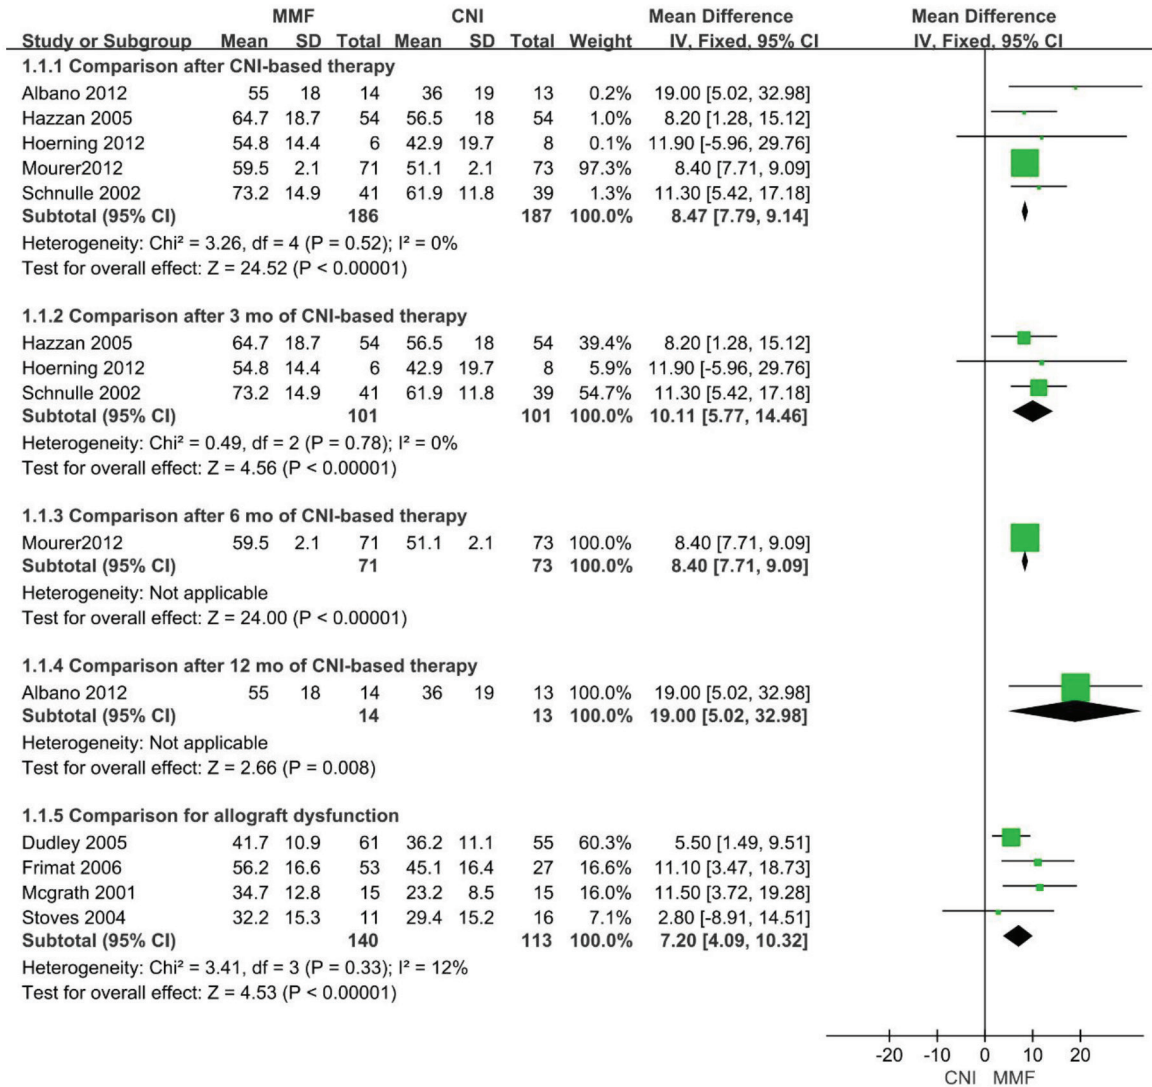 MMF CNI Mean Difference Mean Difference
Study or Subgroup Mean SD Total Mean SD Total Weight IV, Fixed, 95% CI IV, Fixed, 95% CI
1.1.1 Comparison after CNI-based therapy
Albano 2012 55 18 14 36 19 13 0.2% 19.00 [5.02, 32.98]
Hazzan 2005 64.7 18.7 54 56.5 18 54 1.0% 8.20 [1.28, 15.12]
Hoerning 2012 54.8 14.4 6 42.9 19.7 8 0.1% 11.90 [-5.96, 29.76]
Mourer2012 59.5 2.1 71 51.1 2.1 73 97.3% 8.40 [7.71, 9.09]
Schnulle 2002 73.2 14.9 41 61.9 11.8 39 1.3% 11.30 [5.42, 17.18]
Subtotal (95% CI) 186 187 100.0% 8.47 [7.79, 9.14]
Heterogeneity: Chi² = 3.26, df = 4 (P = 0.52); I² = 0%
Test for overall effect: Z = 24.52 (P < 0.00001)
1.1.2 Comparison after 3 mo of CNI-based therapy
Hazzan 2005 64.7 18.7 54 56.5 18 54 39.4% 8.20 [1.28, 15.12]
Hoerning 2012 54.8 14.4 6 42.9 19.7 8 5.9% 11.90 [-5.96, 29.76]
Schnulle 2002 73.2 14.9 41 61.9 11.8 39 54.7% 11.30 [5.42, 17.18]
Subtotal (95% CI) 101 101 100.0% 10.11 [5.77, 14.46]
Heterogeneity: Chi² = 0.49, df = 2 (P = 0.78); I² = 0%
Test for overall effect: Z = 4.56 (P < 0.00001)
1.1.3 Comparison after 6 mo of CNI-based therapy
Mourer2012 59.5 2.1 71 51.1 2.1 73 100.0% 8.40 [7.71, 9.09]
Subtotal (95% CI) 71 73 100.0% 8.40 [7.71, 9.09]
Heterogeneity: Not applicable
Test for overall effect: Z = 24.00 (P < 0.00001)
1.1.4 Comparison after 12 mo of CNI-based therapy
Albano 2012 55 18 14 36 19 13 100.0% 19.00 [5.02, 32.98]
Subtotal (95% CI) 14 13 100.0% 19.00 [5.02, 32.98]
Heterogeneity: Not applicable
Test for overall effect: Z = 2.66 (P = 0.008)
1.1.5 Comparison for allograft dysfunction
Dudley 2005 41.7 10.9 61 36.2 11.1 55 60.3% 5.50 [1.49, 9.51]
Frimat 2006 56.2 16.6 53 45.1 16.4 27 16.6% 11.10 [3.47, 18.73]
Mcgrath 2001 34.7 12.8 15 23.2 8.5 15 16.0% 11.50 [3.72, 19.28]
Stoves 2004 32.2 15.3 11 29.4 15.2 16 7.1% 2.80 [-8.91, 14.51]
Subtotal (95% CI) 140 113 100.0% 7.20 [4.09, 10.32]
Heterogeneity: Chi² = 3.41, df = 3 (P = 0.33); I² = 12%
Test for overall effect: Z = 4.53 (P < 0.00001)
-20 -10 0 10 20
CNI MMF